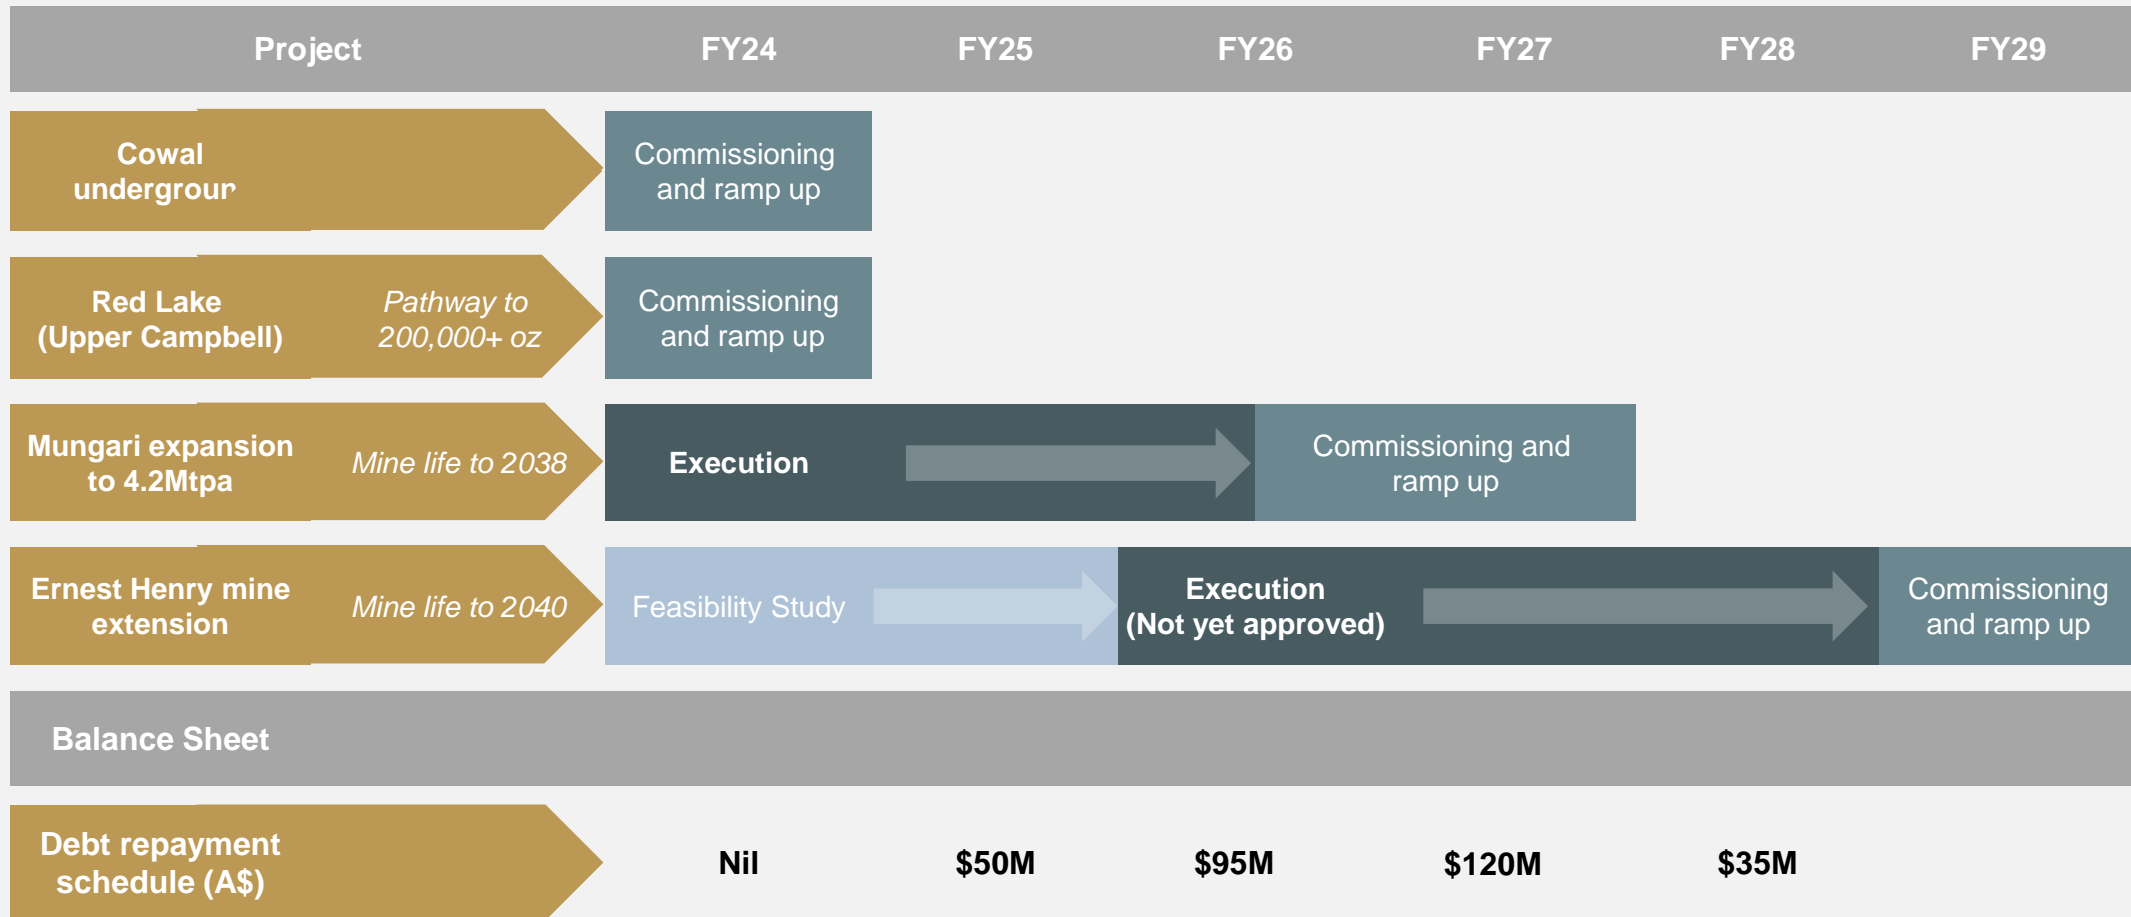 Project FY24 FY25 FY26 FY27 FY28 FY29
Cowal
Commissioning
and ramp up
Red Lake
(Upper Campbell)
Pathway to
200,000+ oz
Commissioning
and ramp up
Mungari expansion
to 4.2Mtpa
Mine life to 2038
Execution
Commissioning and
ramp up
Ernest Henry mine
extension
Mine life to 2040
Feasibility Study
Execution
(Not yet approved)
Commissioning
and ramp up
Balance Sheet
Debt repayment
schedule (A$)
Nil $50M $95M $120M $35M